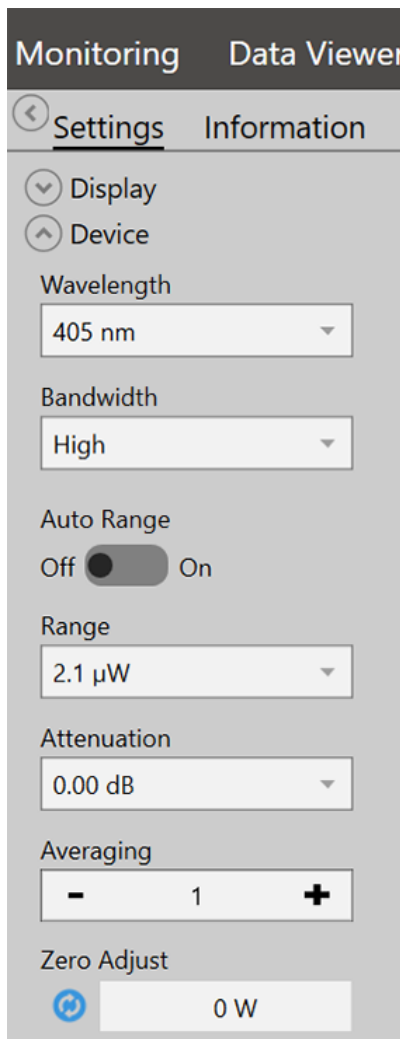 Monitoring Data Viewer
Settings Information
Display
Device
Wavelength
405 nm
Bandwidth
High
Auto Range
Off On
Range
2.1 µW
Attenuation
0.00 dB
Averaging
- 1 +
Zero Adjust
0 W